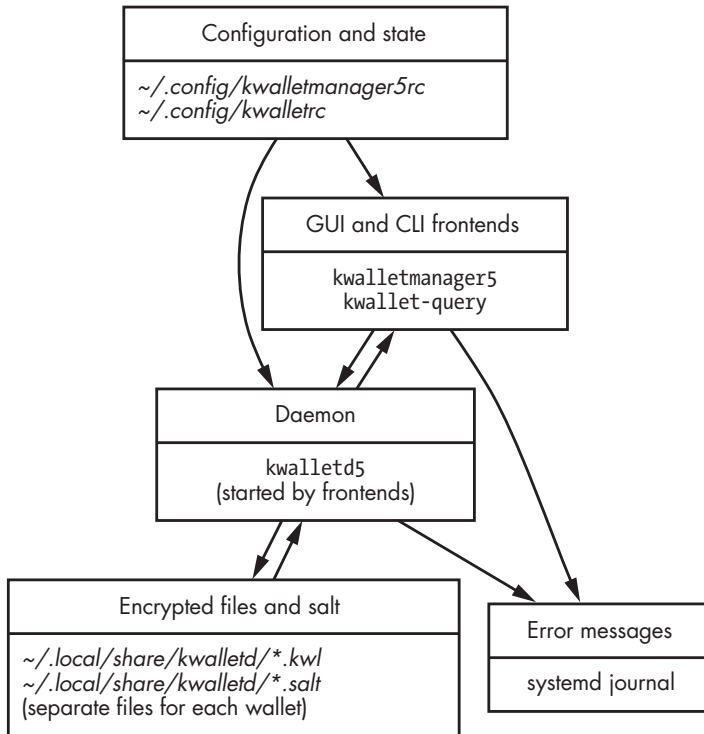 Configuration and state
~/.config/kwalletmanager5rc
~/.config/kwalletrc
GUI and CLI frontends
kwalletmanager5
kwallet-query
Daemon
kwalletd5
(started by frontends)
Encrypted files and salt
~/.local/share/kwalletd/*.kwl
~/.local/share/kwalletd/*.salt
(separate files for each wallet)
Error messages
systemd journal